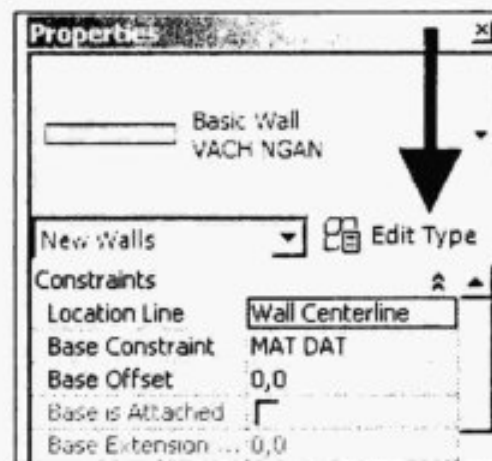 Properties
Basic Wall
VACH NGAN
New Walls
Edit Type
Constraints
Location Line Wall Centerline
Base Constraint MAT DAT
Base Offset 0,0
Base is Attached
Base Extension ... 0,0